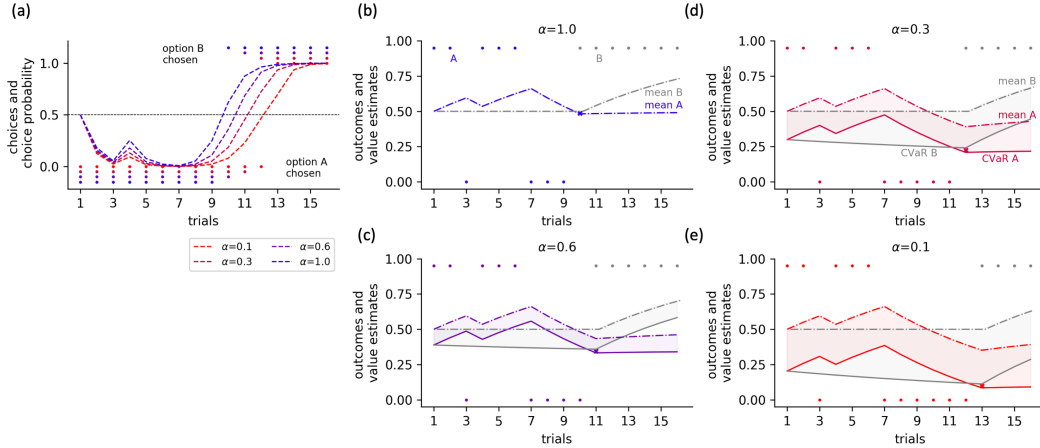 (a)
choices and
choice probability
1.0
0.5
0.0
option B
chosen
option A
chosen
1 3 5 7 9 11 13 15
trials
α=0.1
α=0.3
α=0.6
α=1.0
(b)
α=1.0
outcomes and
value estimates
1.00
0.75
0.50
0.25
0.00
A
B
mean B
mean A
1 3 5 7 9 11 13 15
trials
(c)
α=0.6
outcomes and
value estimates
1.00
0.75
0.50
0.25
0.00
1 3 5 7 9 11 13 15
trials
(d)
α=0.3
outcomes and
value estimates
1.00
0.75
0.50
0.25
0.00
mean B
mean A
CVaR B
CVaR A
1 3 5 7 9 11 13 15
trials
(e)
α=0.1
outcomes and
value estimates
1.00
0.75
0.50
0.25
0.00
1 3 5 7 9 11 13 15
trials